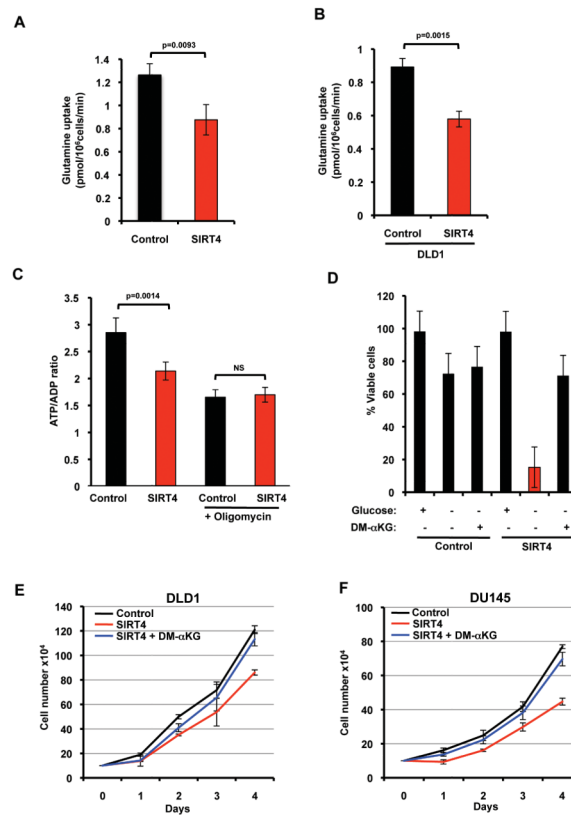 A
p=0.0093
Glutamine uptake
(pmol/10⁶cells/min)
1.4
1.2
1
0.8
0.6
0.4
0.2
0
Control SIRT4
B
p=0.0015
Glutamine uptake
(pmol/10⁶cells/min)
1
0.8
0.6
0.4
0.2
0
Control SIRT4
DLD1
C
p=0.0014
NS
ATP/ADP ratio
3.5
3
2.5
2
1.5
1
0.5
0
Control SIRT4 Control SIRT4
+ Oligomycin
D
% Viable cells
120
100
80
60
40
20
0
Glucose: + - - + - -
DM-αKG: - - + - - +
Control SIRT4
E
DLD1
Control
SIRT4
SIRT4 + DM-αKG
Cell number x10⁴
140
120
100
80
60
40
20
0
0 1 2 3 4
Days
F
DU145
Control
SIRT4
SIRT4 + DM-αKG
Cell number x10⁴
100
80
60
40
20
0
0 1 2 3 4
Days